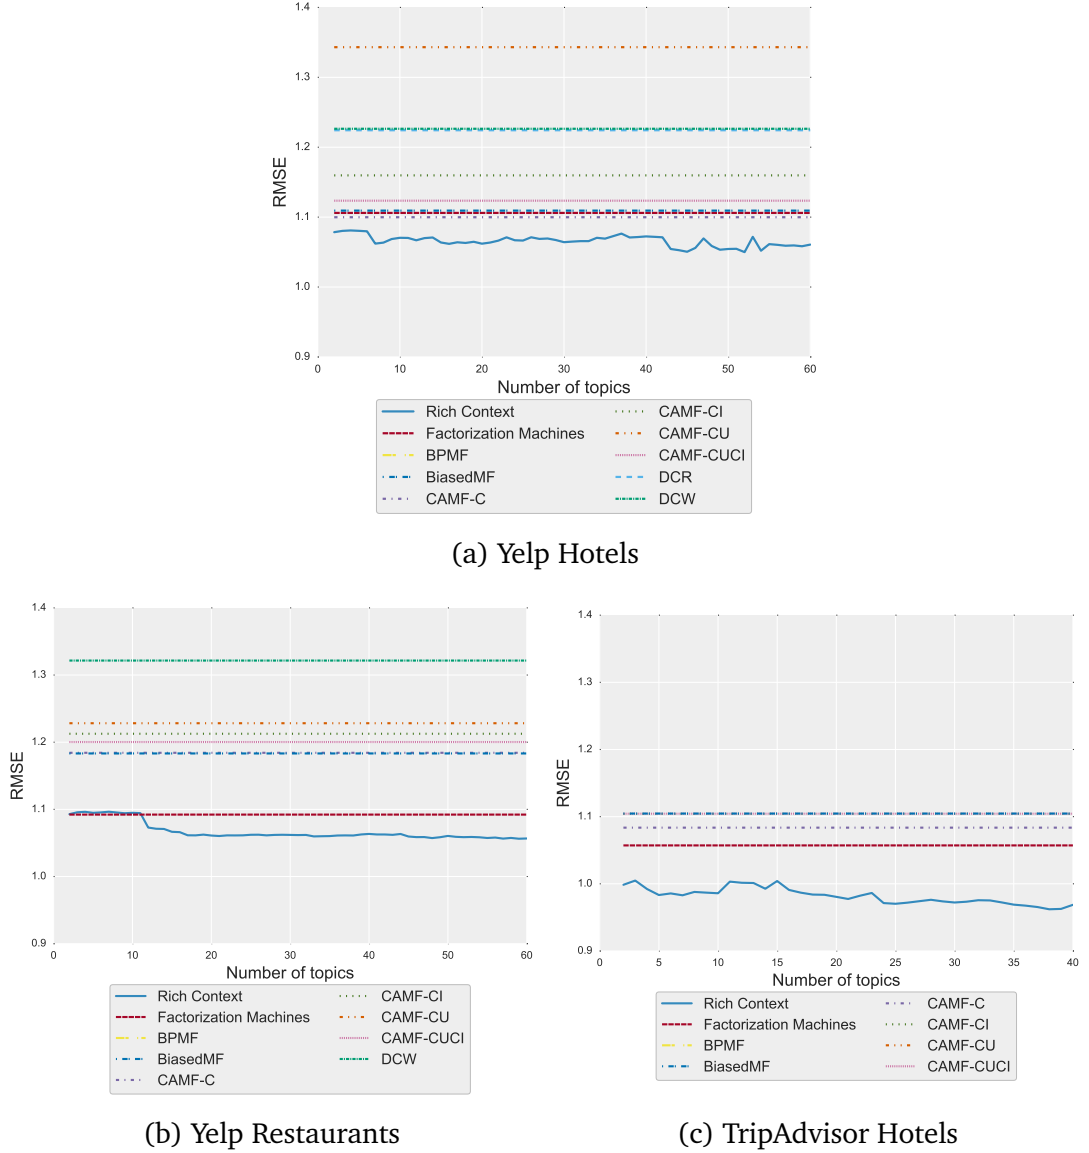 1.4
1.3
1.2
1.1
1.0
0.9
RMSE
0 10 20 30 40 50 60
Number of topics
Rich Context
Factorization Machines
BPMF
BiasedMF
CAMF-C
CAMF-CI
CAMF-CU
CAMF-CUCI
DCR
DCW
(a) Yelp Hotels
1.4
1.3
1.2
1.1
1.0
0.9
RMSE
0 10 20 30 40 50 60
Number of topics
Rich Context
Factorization Machines
BPMF
BiasedMF
CAMF-C
CAMF-CI
CAMF-CU
CAMF-CUCI
DCW
(b) Yelp Restaurants
1.4
1.3
1.2
1.1
1.0
0.9
RMSE
0 5 10 15 20 25 30 35 40
Number of topics
Rich Context
Factorization Machines
BPMF
BiasedMF
CAMF-C
CAMF-CI
CAMF-CU
CAMF-CUCI
(c) TripAdvisor Hotels